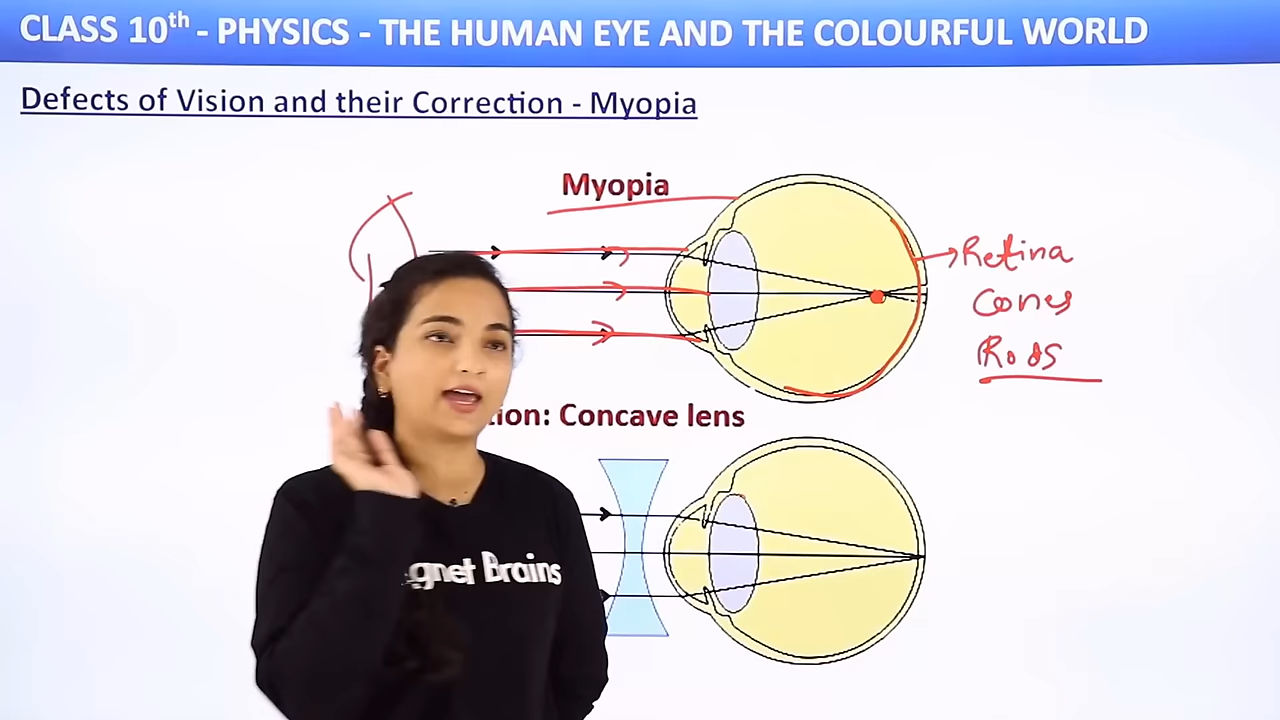 CLASS 10th - PHYSICS - THE HUMAN EYE AND THE COLOURFUL WORLD
Defects of Vision and their Correction - Myopia
Myopia
Retina
Cones
Rods
tion: Concave lens
gnet Brains